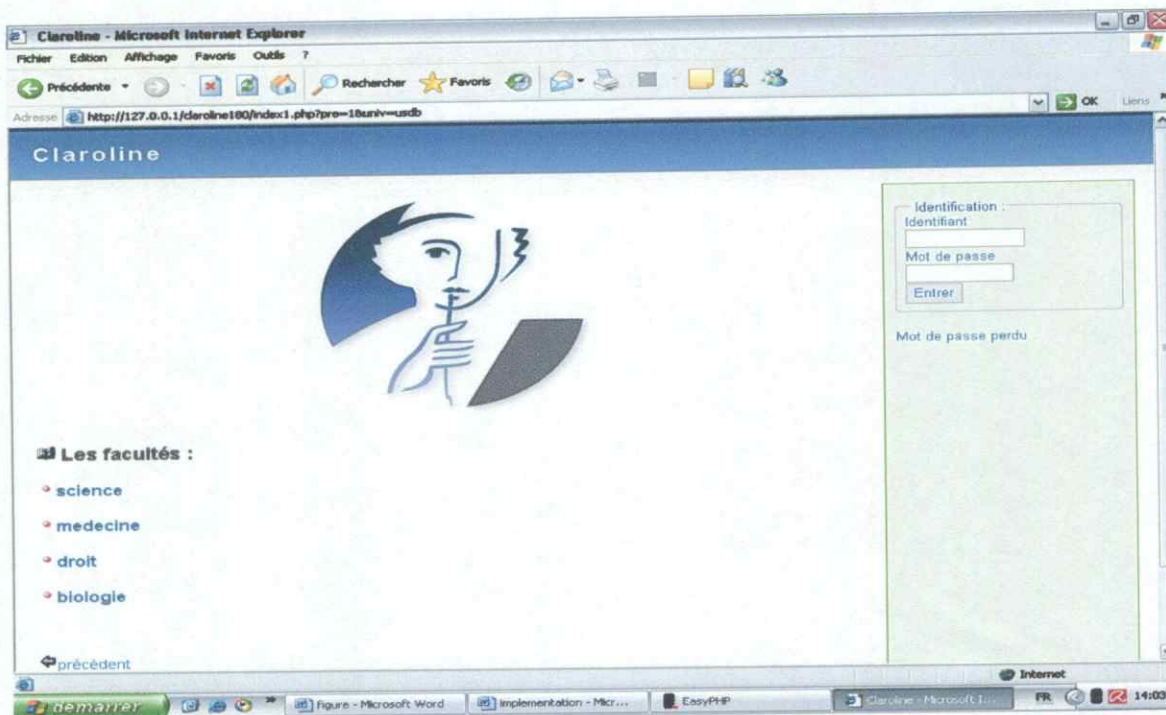 Claroline - Microsoft Internet Explorer
Fichier Edition Affichage Favoris Outils ?
Précédente Rechercher Favoris
Adresse http://127.0.0.1/claroline180/index1.php?pre=1&univ=usdb OK Liens »
Claroline
Identification :
Identifiant
Mot de passe
Entrer
Mot de passe perdu
Les facultés :
science
medecine
droit
biologie
précédent
Internet
démarrer » Figure - Microsoft Word Implementation - Micr... EasyPHP Claroline - Microsoft I... FR 14:03